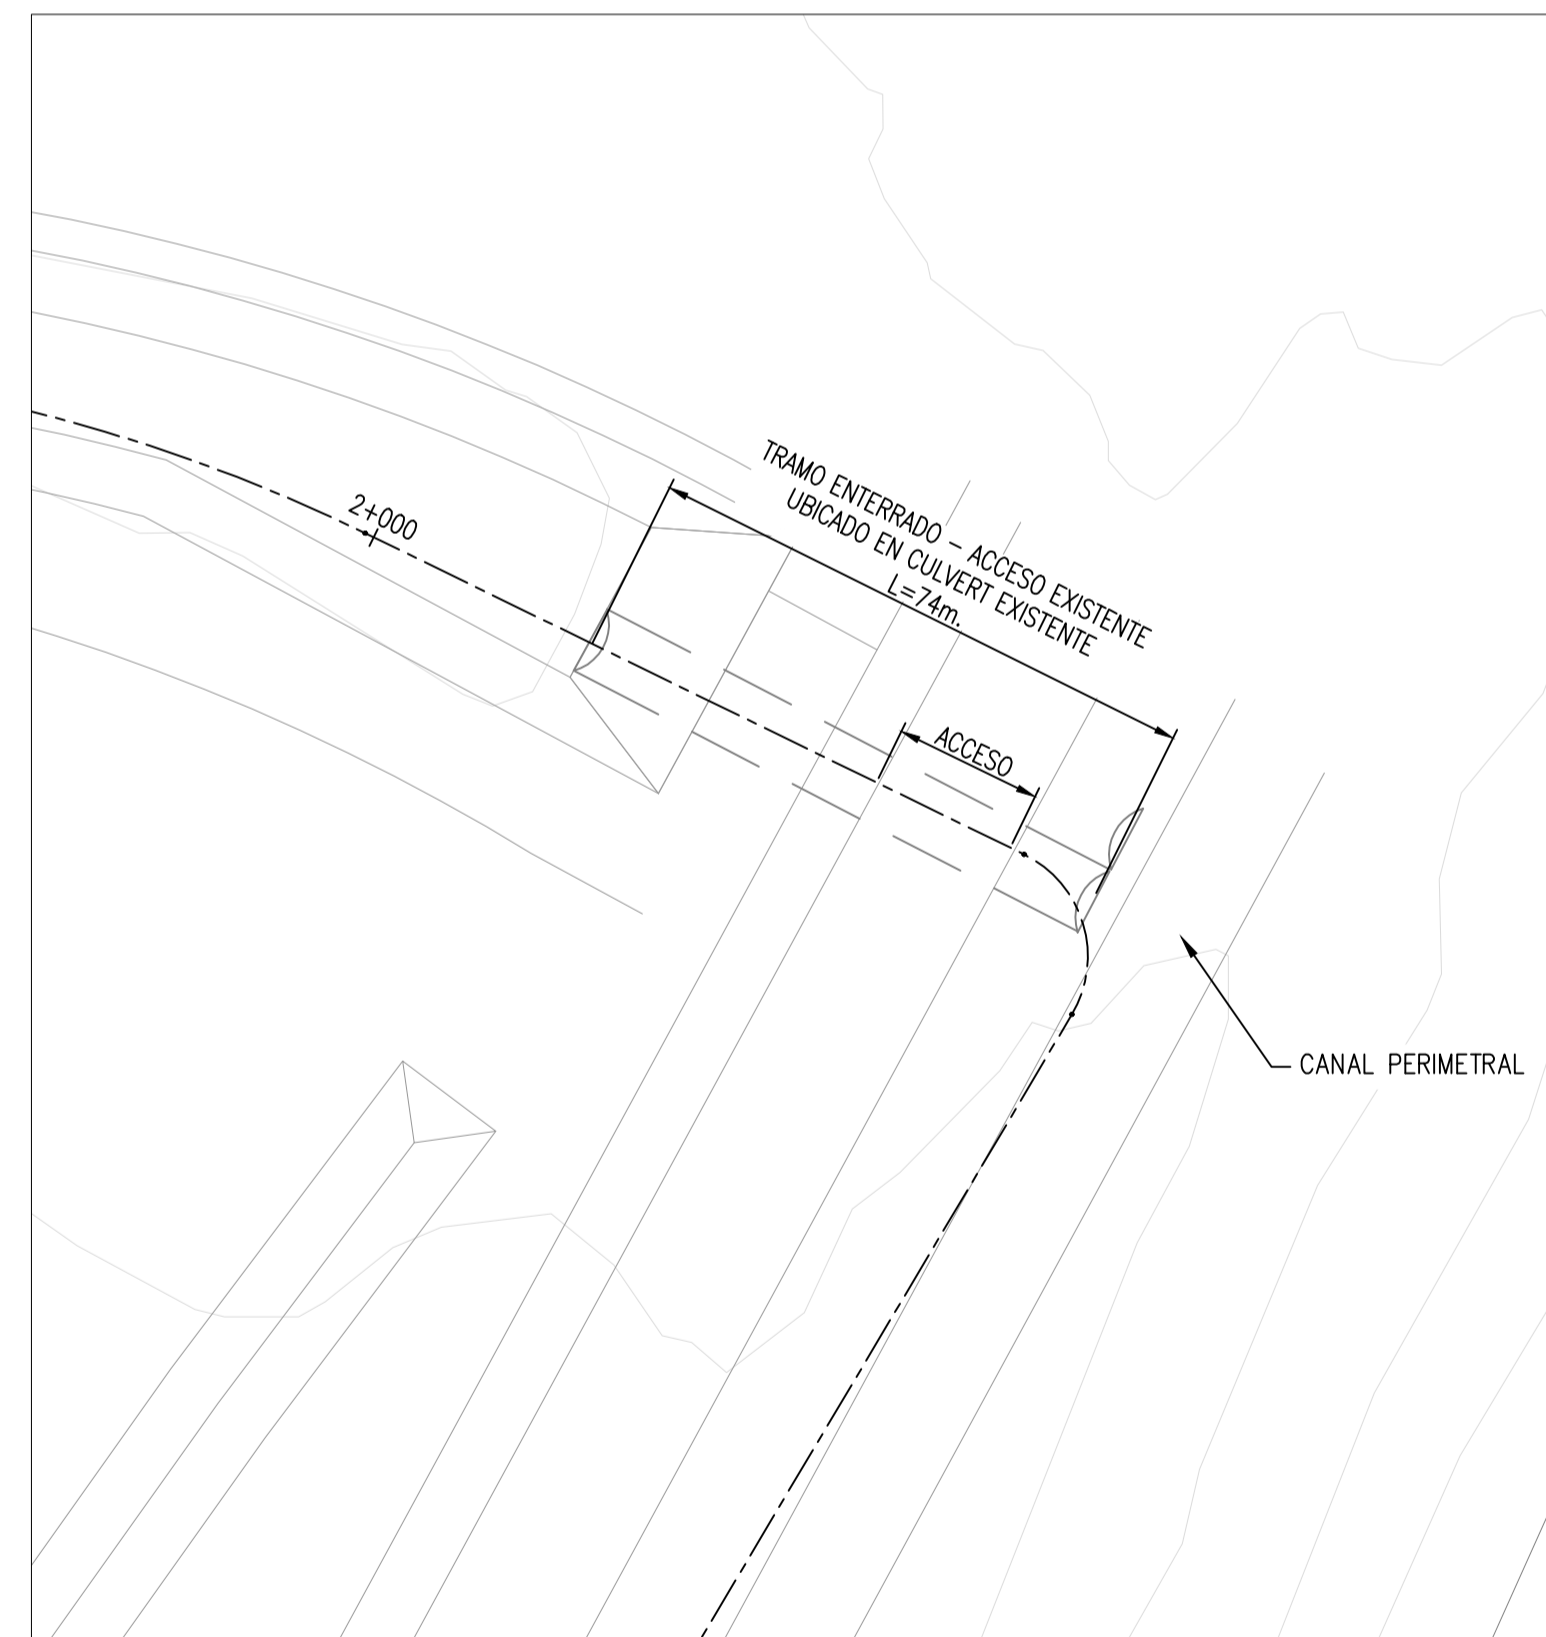 TRAMO ENTERRADO – ACCESO EXISTENTE
UBICADO EN CULVERT EXISTENTE
L=74m.
2+000
ACCESO
CANAL PERIMETRAL